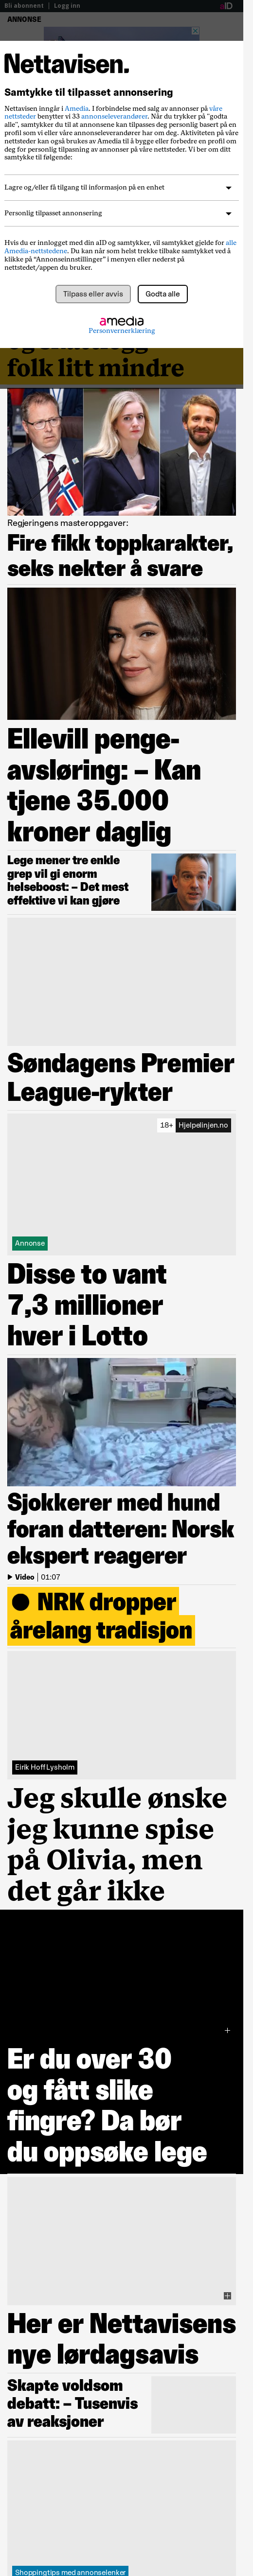 Bli abonnent | Logg inn
aID
ANNONSE
Nettavisen.
Samtykke til tilpasset annonsering
Nettavisen inngår i Amedia. I forbindelse med salg av annonser på våre
nettsteder benytter vi 33 annonseleverandører. Når du trykker på "godta
alle", samtykker du til at annonsene kan tilpasses deg personlig basert på en
profil med som vi eller våre annonseleverandører har om deg. Aktiviteten på våre
nettsteder kan også brukes av Amedia til å bygge eller forbedre en profil om
deg for personlig tilpasning av annonser på våre nettsteder. Vi ber om ditt
samtykke til følgende:
Lagre og/eller få tilgang til informasjon på en enhet
Personlig tilpasset annonsering
Hvis du er innlogget med din aID og samtykker, vil samtykket gjelde for alle
Amedia-nettstedene. Du kan når som helst trekke tilbake samtykket ved å
klikke på “Annonseinnstillinger” i menyen eller nederst på
nettstedet/appen du bruker.
Tilpass eller avvis
Godta alle
amedia
Personvernerklæring
folk litt mindre
Regjeringens masteroppgaver:
Fire fikk toppkarakter,
seks nekter å svare
Ellevill penge-
avsløring: – Kan
tjene 35.000
kroner daglig
Lege mener tre enkle
grep vil gi enorm
helseboost: – Det mest
effektive vi kan gjøre
Søndagens Premier
League-rykter
18+ Hjelpelinjen.no
Annonse
Disse to vant
7,3 millioner
hver i Lotto
Sjokkerer med hund
foran datteren: Norsk
ekspert reagerer
Video | 01:07
● NRK dropper
årelang tradisjon
Eirik Hoff Lysholm
Jeg skulle ønske
jeg kunne spise
på Olivia, men
det går ikke
Er du over 30
og fått slike
fingre? Da bør
du oppsøke lege
Her er Nettavisens
nye lørdagsavis
Skapte voldsom
debatt: – Tusenvis
av reaksjoner
Shoppingtips med annonselenker